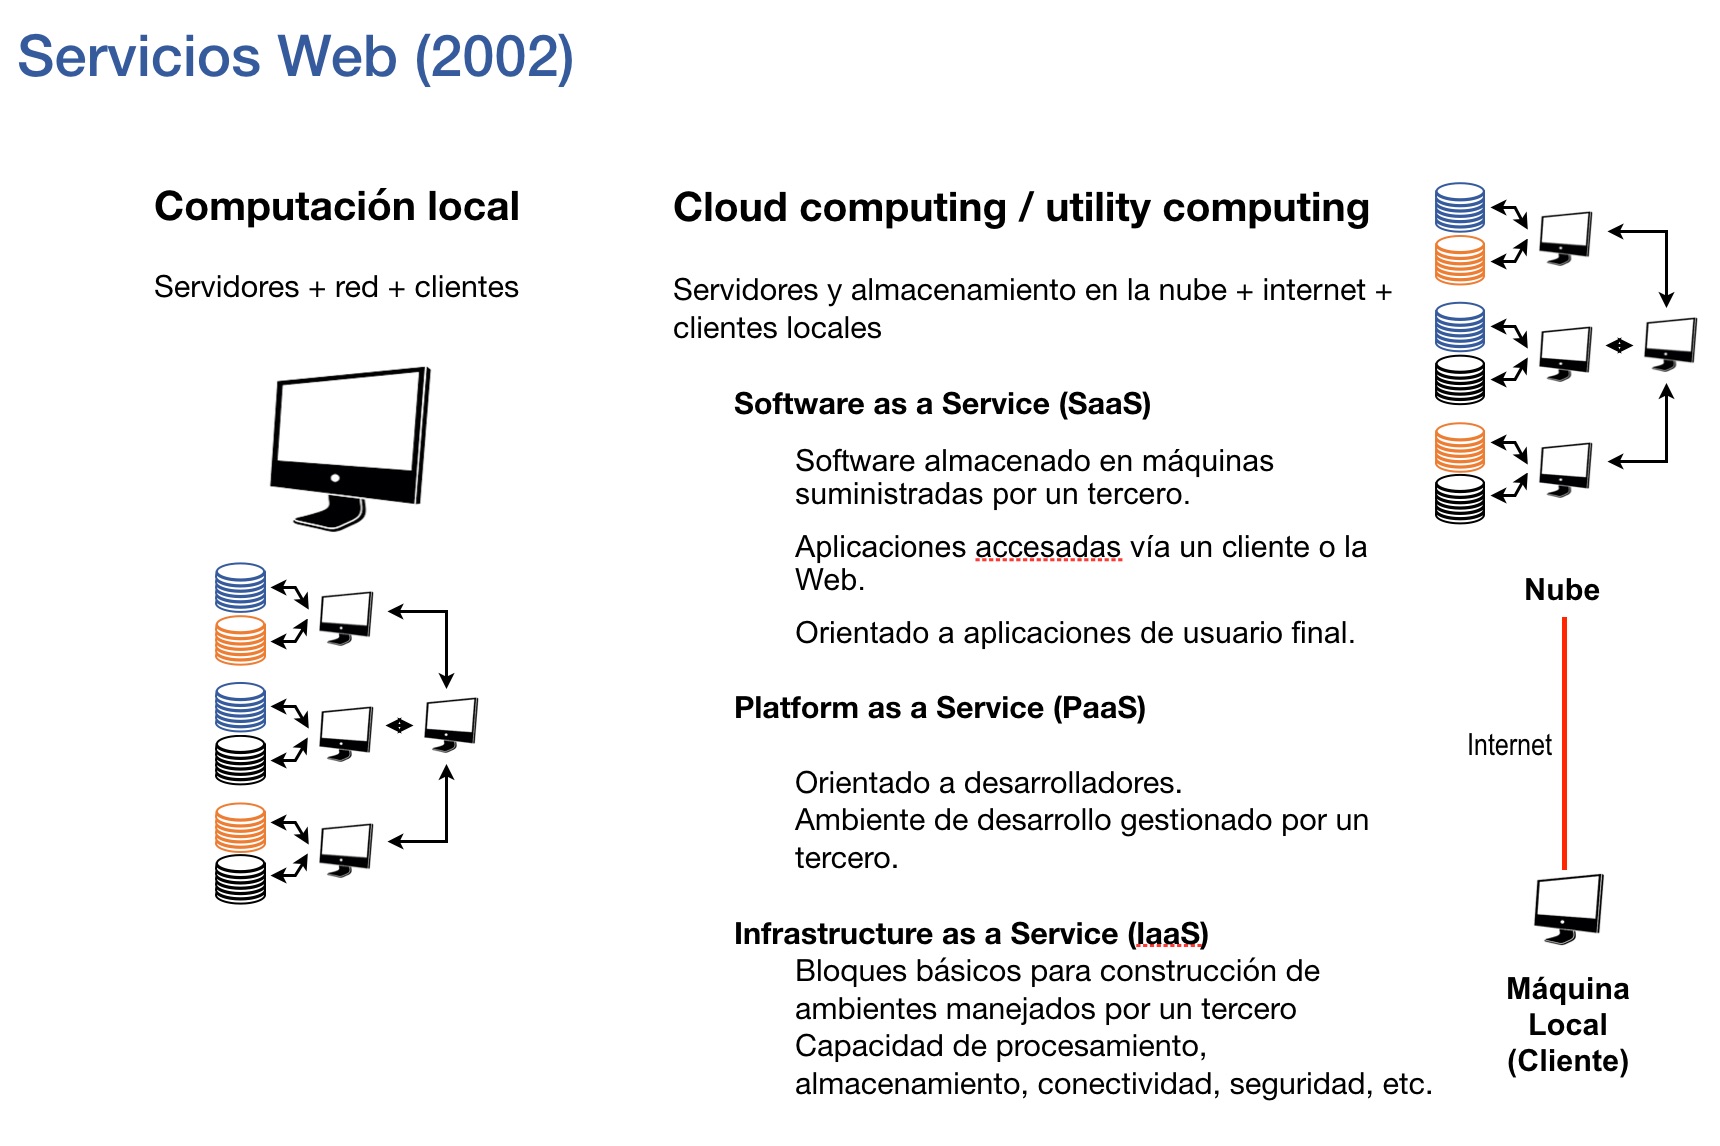 Servicios Web (2002)
Computación local
Servidores + red + clientes
Cloud computing / utility computing
Servidores y almacenamiento en la nube + internet +
clientes locales
Software as a Service (SaaS)
Software almacenado en máquinas
suministradas por un tercero.
Aplicaciones accesadas vía un cliente o la
Web.
Orientado a aplicaciones de usuario final.
Platform as a Service (PaaS)
Orientado a desarrolladores.
Ambiente de desarrollo gestionado por un
tercero.
Infrastructure as a Service (IaaS)
Bloques básicos para construcción de
ambientes manejados por un tercero
Capacidad de procesamiento,
almacenamiento, conectividad, seguridad, etc.
Nube
Internet
Máquina
Local
(Cliente)